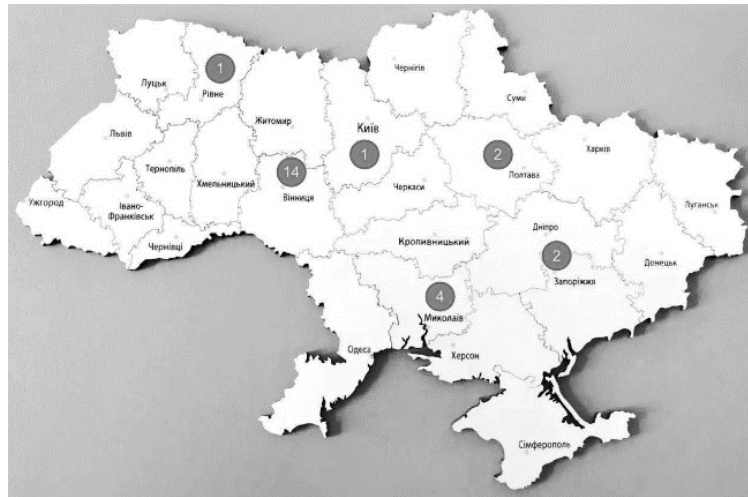 Чернігів
1
Луцьк
Рівне
Суми
Житомир
Київ
Львів
1
2
Харків
14
Тернопіль
Хмельницький
Вінниця
Черкаси
Полтава
Ужгород
Івано-
Франківськ
Луганськ
Чернівці
Дніпро
Кропивницький
2
Донецьк
Запоріжжя
4
Миколаїв
Одеса
Херсон
Сімферополь